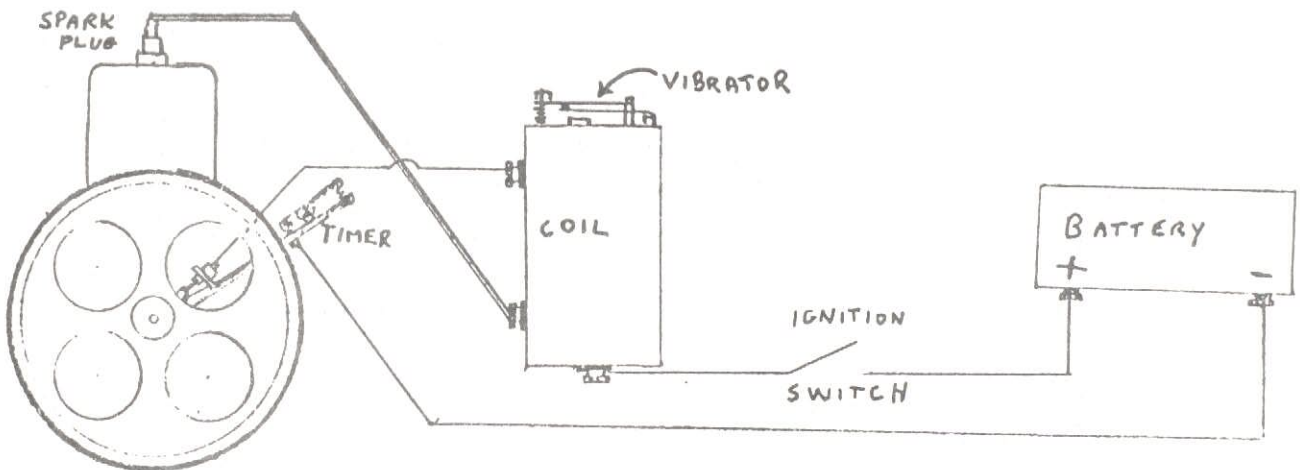 SPARK
PLUG
VIBRATOR
TIMER
COIL
BATTERY
+ -
IGNITION
SWITCH